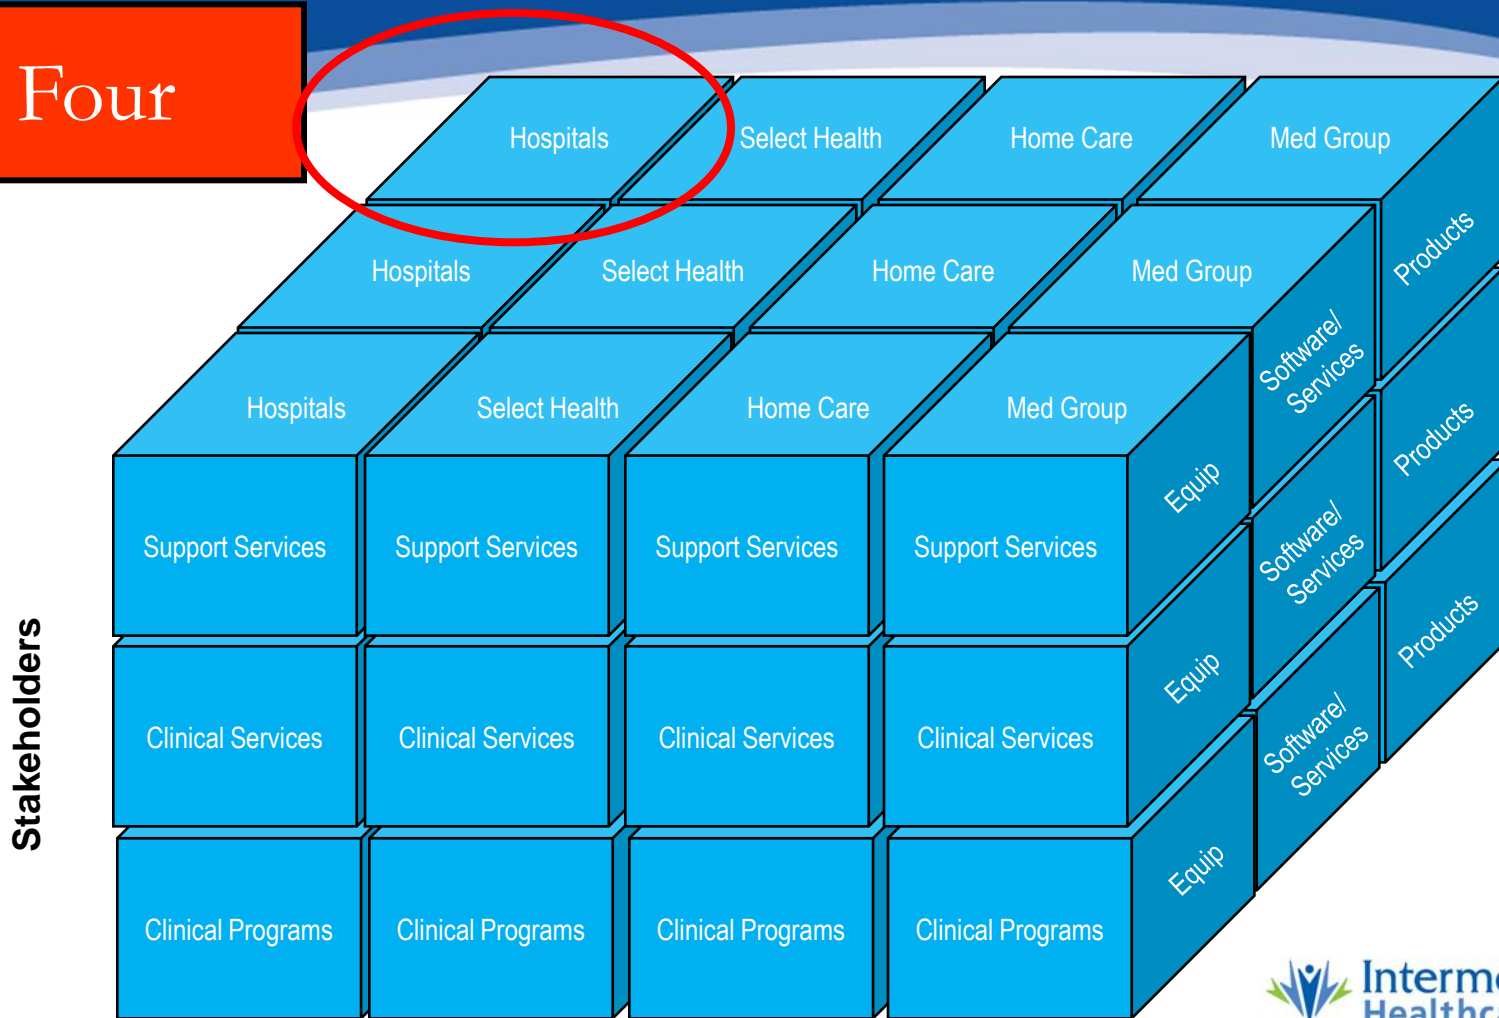 Four
Hospitals Select Health Home Care Med Group
Hospitals Select Health Home Care Med Group
Hospitals Select Health Home Care Med Group
Products
Products
Products
Software/
Services
Software/
Services
Software/
Services
Equip
Equip
Equip
Support Services Support Services Support Services Support Services
Clinical Services Clinical Services Clinical Services Clinical Services
Clinical Programs Clinical Programs Clinical Programs Clinical Programs
Stakeholders